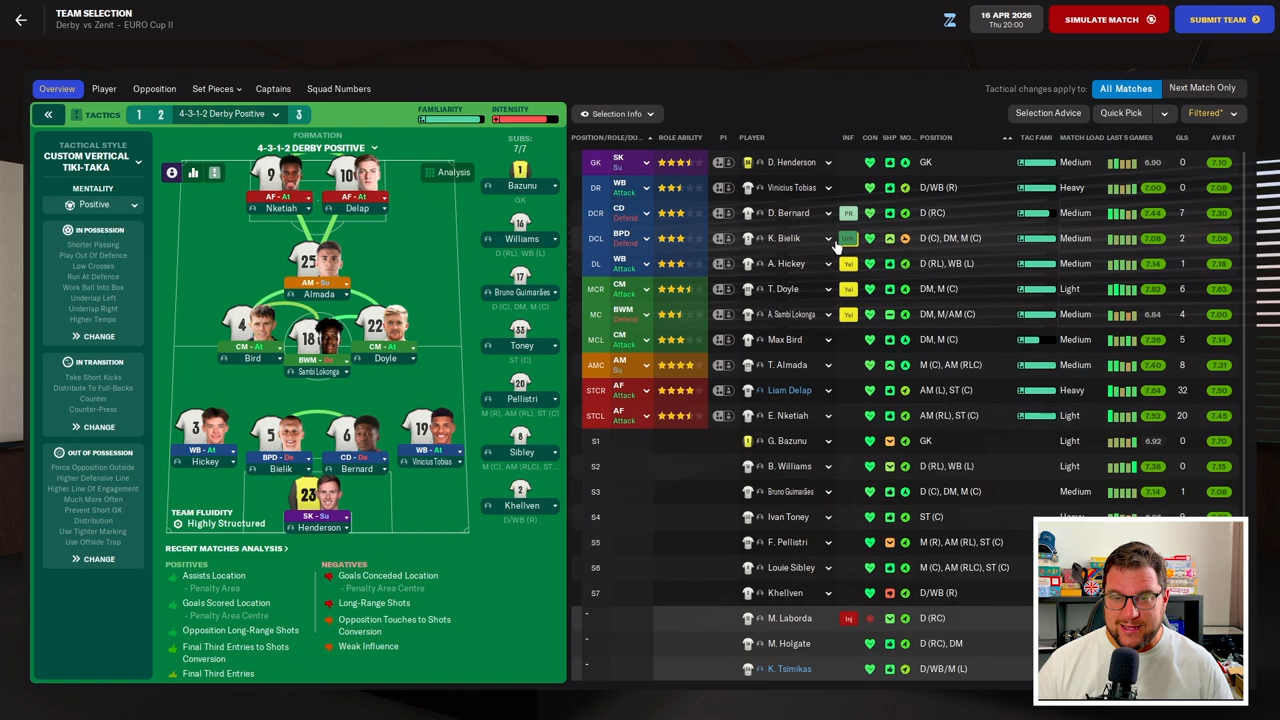 TEAM SELECTION
Derby vs Zenit - EURO Cup II
16 APR 2026
Thu 20:00
SIMULATE MATCH
SUBMIT TEAM
Overview
Player
Opposition
Set Pieces
Captains
Squad Numbers
Tactical changes apply to:
All Matches
Next Match Only
TACTICS
1
2
4-3-1-2 Derby Positive
3
FAMILIARITY
INTENSITY
Selection Info
Selection Advice
Quick Pick
Filtered*
TACTICAL STYLE
CUSTOM VERTICAL
TIKI-TAKA
MENTALITY
Positive
IN POSSESSION
Shorter Passing
Play Out Of Defence
Low Crosses
Run At Defence
Work Ball Into Box
Underlap Left
Underlap Right
Higher Tempo
CHANGE
IN TRANSITION
Take Short Kicks
Distribute To Full-Backs
Counter
Counter-Press
CHANGE
OUT OF POSSESSION
Force Opposition Outside
Higher Defensive Line
Higher Line Of Engagement
Much More Often
Prevent Short GK
Distribution
Use Tighter Marking
Use Offside Trap
CHANGE
FORMATION
4-3-1-2 DERBY POSITIVE
Analysis
9
AF - At
Nketiah
10
AF - At
Delap
25
AM - Su
Almada
4
CM - At
Bird
18
BWM - De
Sambi Lokonga
22
CM - At
Doyle
3
WB - At
Hickey
5
BPD - De
Bielik
6
CD - De
Bernard
19
WB - At
Vinicius Tobias
23
SK - Su
Henderson
TEAM FLUIDITY
Highly Structured
SUBS:
7/7
1
Bazunu
GK
16
Williams
D (RL), WB (L)
17
Bruno Guimarães
D (C), DM, M (C)
33
Toney
ST (C)
20
Pellistri
M (R), AM (RL), ST (C)
8
Sibley
M (C), AM (RLC), ST...
2
Khellven
D/WB (R)
RECENT MATCHES ANALYSIS
POSITIVES
Assists Location
- Penalty Area
Goals Scored Location
- Penalty Area Centre
Opposition Long-Range Shots
Final Third Entries to Shots
Conversion
Final Third Entries
NEGATIVES
Goals Conceded Location
- Penalty Area Centre
Long-Range Shots
Opposition Touches to Shots
Conversion
Weak Influence
POSITION/ROLE/DU... ROLE ABILITY PI PLAYER INF CON SHP MO... POSITION TAC FAMI MATCH LOAD LAST 5 GAMES GLS AV RAT
GK SK Su D. Henderson GK Medium 6.90 0 7.10
DR WB Attack Vinicius Tobias D/WB (R) Heavy 7.00 0 7.08
DCR CD Defend D. Bernard PR D (RC) Medium 7.44 7 7.30
DCL BPD Defend K. Bielik Unh D (C), DM, M (C) Medium 7.08 2 7.06
DL WB Attack A. Hickey Yel D (RL), WB (L) Medium 7.14 1 7.18
MCR CM Attack T. Doyle Yel DM, M (C) Medium 7.82 6 7.63
MC BWM Defend A. Sambi Lokonga Yel DM, M/AM (C) Medium 6.84 4 7.00
MCL CM Attack Max Bird DM, M (C) Medium 7.26 5 7.14
AMC AM Su T. Almada M (C), AM (RLC) Medium 7.40 8 7.31
STCR AF Attack Liam Delap AM (L), ST (C) Heavy 7.64 32 7.50
STCL AF Attack E. Nketiah AM (RL), ST (C) Light 7.52 20 7.45
S1 G. Bazunu GK Light 6.92 0 7.70
S2 B. Williams D (RL), WB (L) Light 7.38 0 7.15
S3 Bruno Guimarães D (C), DM, M (C) Medium 7.14 1 7.08
S4 Ivan Toney ST (C)
S5 F. Pellistri M (R), AM (RL), ST (C)
S6 Louie Sibley M (C), AM (RLC), ST (C)
S7 Khellven D/WB (R)
- M. Laborda Inj D (RC)
- M. Holgate D (RC), DM
- K. Tsimikas D/WB/M (L)